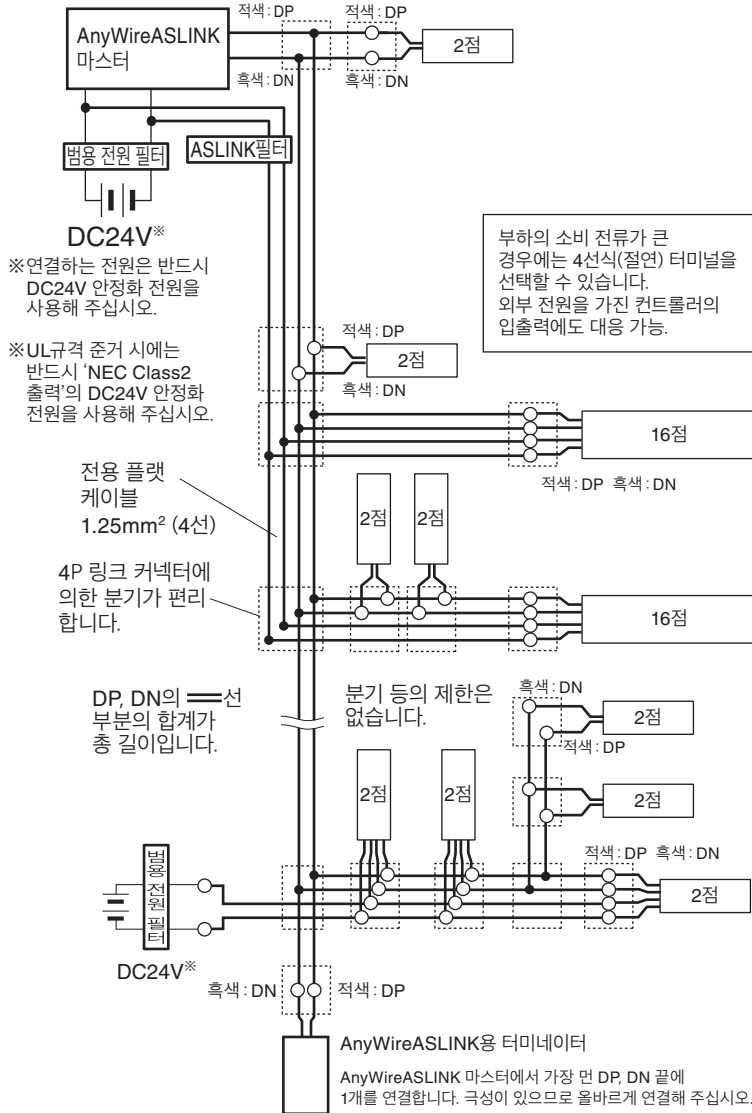 적색: DP
적색: DP
AnyWireASLINK
마스터
2점
흑색: DN
흑색: DN
범용 전원 필터
ASLINK필터
DC24V※
※연결하는 전원은 반드시
DC24V 안정화 전원을
사용해 주십시오.
※UL규격 준거 시에는
반드시 ‘NEC Class2
출력’의 DC24V 안정화
전원을 사용해 주십시오.
부하의 소비 전류가 큰
경우에는 4선식(절연) 터미널을
선택할 수 있습니다.
외부 전원을 가진 컨트롤러의
입출력에도 대응 가능.
적색: DP
2점
흑색: DN
16점
적색: DP 흑색: DN
전용 플랫
케이블
1.25mm² (4선)
2점
2점
4P 링크 커넥터에
의한 분기가 편리
합니다.
16점
DP, DN의 ══선
부분의 합계가
총 길이입니다.
분기 등의 제한은
없습니다.
흑색: DN
2점
적색: DP
2점
2점
2점
적색: DP 흑색: DN
2점
범용 전원 필터
DC24V※
흑색: DN
적색: DP
AnyWireASLINK용 터미네이터
AnyWireASLINK 마스터에서 가장 먼 DP, DN 끝에
1개를 연결합니다. 극성이 있으므로 올바르게 연결해 주십시오.